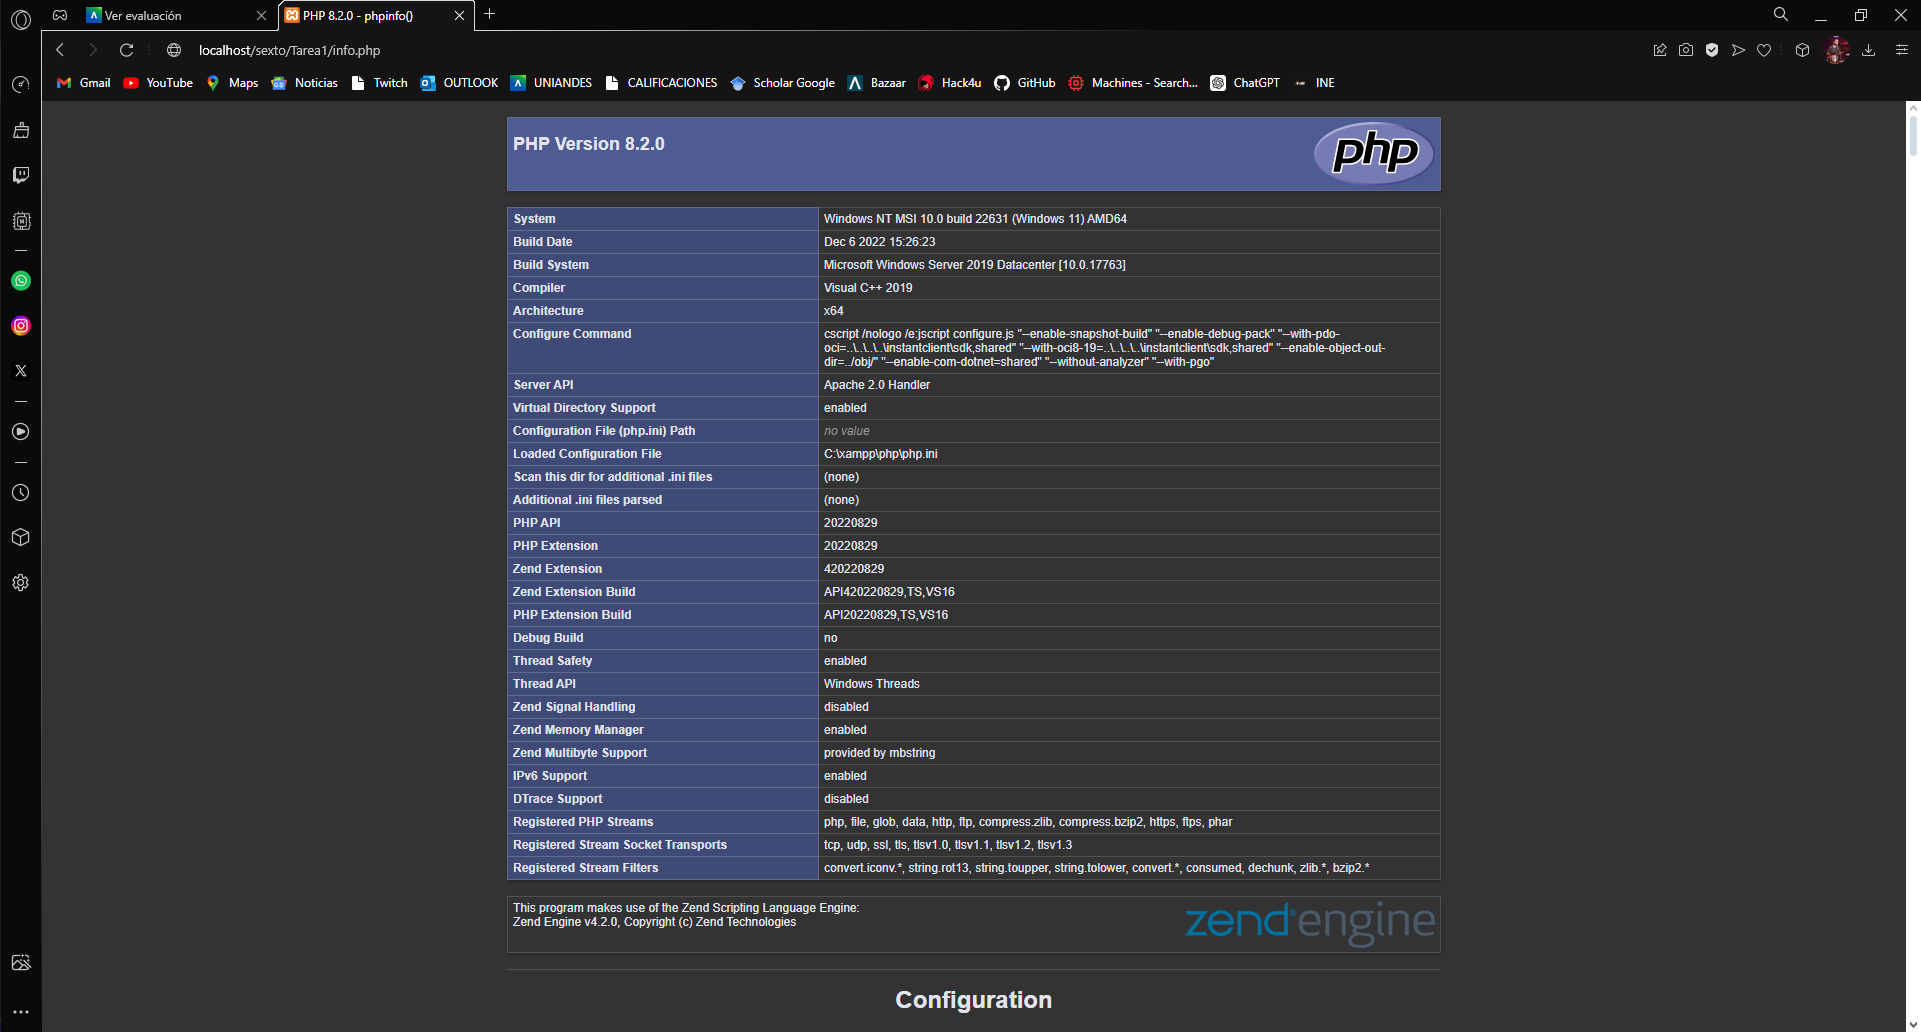 Ver evaluación
PHP 8.2.0 - phpinfo()
localhost/sexto/Tarea1/info.php
Gmail
YouTube
Maps
Noticias
Twitch
OUTLOOK
UNIANDES
CALIFICACIONES
Scholar Google
Bazaar
Hack4u
GitHub
Machines - Search...
ChatGPT
INE
PHP Version 8.2.0
php
System Windows NT MSI 10.0 build 22631 (Windows 11) AMD64
Build Date Dec 6 2022 15:26:23
Build System Microsoft Windows Server 2019 Datacenter [10.0.17763]
Compiler Visual C++ 2019
Architecture x64
Configure Command cscript /nologo /e:jscript configure.js "--enable-snapshot-build" "--enable-debug-pack" "--with-pdo-
oci=..\..\..\..\instantclient\sdk,shared" "--with-oci8-19=..\..\..\..\instantclient\sdk,shared" "--enable-object-out-
dir=../obj/" "--enable-com-dotnet=shared" "--without-analyzer" "--with-pgo"
Server API Apache 2.0 Handler
Virtual Directory Support enabled
Configuration File (php.ini) Path no value
Loaded Configuration File C:\xampp\php\php.ini
Scan this dir for additional .ini files (none)
Additional .ini files parsed (none)
PHP API 20220829
PHP Extension 20220829
Zend Extension 420220829
Zend Extension Build API420220829,TS,VS16
PHP Extension Build API20220829,TS,VS16
Debug Build no
Thread Safety enabled
Thread API Windows Threads
Zend Signal Handling disabled
Zend Memory Manager enabled
Zend Multibyte Support provided by mbstring
IPv6 Support enabled
DTrace Support disabled
Registered PHP Streams php, file, glob, data, http, ftp, compress.zlib, compress.bzip2, https, ftps, phar
Registered Stream Socket Transports tcp, udp, ssl, tls, tlsv1.0, tlsv1.1, tlsv1.2, tlsv1.3
Registered Stream Filters convert.iconv.*, string.rot13, string.toupper, string.tolower, convert.*, consumed, dechunk, zlib.*, bzip2.*
This program makes use of the Zend Scripting Language Engine:
Zend Engine v4.2.0, Copyright (c) Zend Technologies
zend engine
Configuration